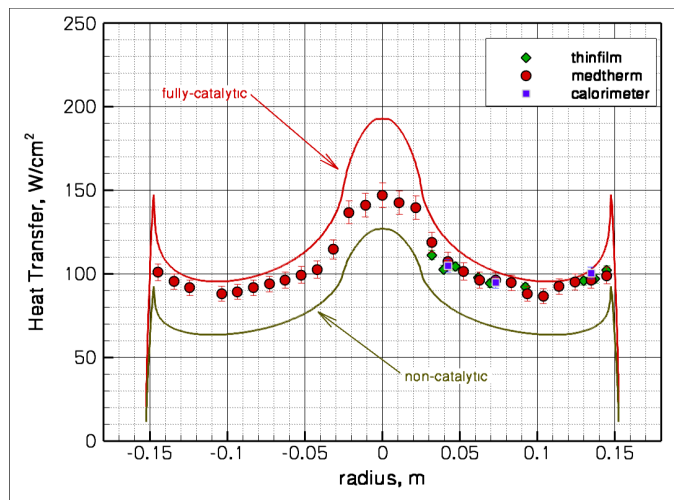 250
200
150
100
50
0
Heat Transfer, W/cm²
fully-catalytic
non-catalytic
thinfilm
medtherm
calorimeter
-0.15 -0.1 -0.05 0 0.05 0.1 0.15
radius, m